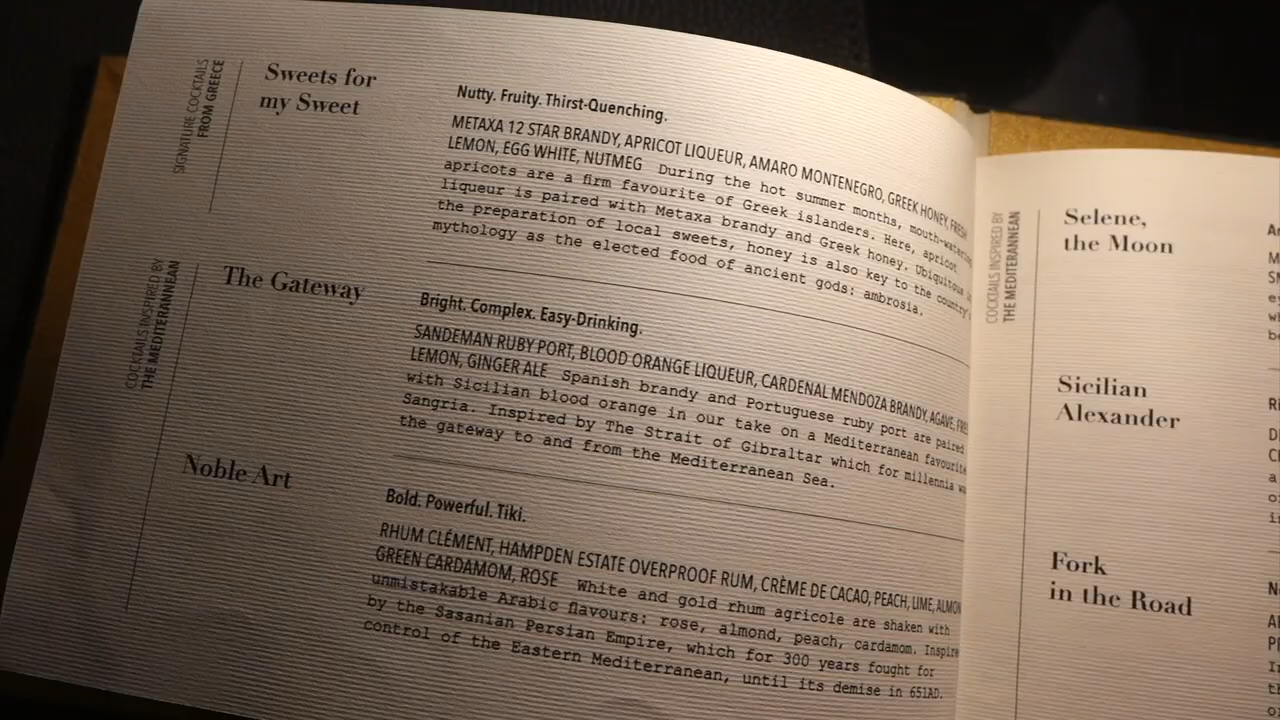 SIGNATURE COCKTAILS
FROM GREECE
Sweets for
my Sweet
Nutty. Fruity. Thirst-Quenching.
METAXA 12 STAR BRANDY, APRICOT LIQUEUR, AMARO MONTENEGRO, GREEK HONEY, FRESH
LEMON, EGG WHITE, NUTMEG During the hot summer months, mouth-watering
apricots are a firm favourite of Greek islanders. Here, apricot
liqueur is paired with Metaxa brandy and Greek honey. Ubiquitous
the preparation of local sweets, honey is also key to the country's
mythology as the elected food of ancient gods: ambrosia.
COCKTAILS INSPIRED BY
THE MEDITERANNEAN
The Gateway
Bright. Complex. Easy-Drinking.
SANDEMAN RUBY PORT, BLOOD ORANGE LIQUEUR, CARDENAL MENDOZA BRANDY, AGAVE,
LEMON, GINGER ALE Spanish brandy and Portuguese ruby port are paired
with Sicilian blood orange in our take on a Mediterranean favourite
Sangria. Inspired by The Strait of Gibraltar which for millennia
the gateway to and from the Mediterranean Sea.
Noble Art
Bold. Powerful. Tiki.
RHUM CLÉMENT, HAMPDEN ESTATE OVERPROOF RUM, CRÈME DE CACAO, PEACH, LIME, ALMON
GREEN CARDAMOM, ROSE White and gold rhum agricole are shaken with
unmistakable Arabic flavours: rose, almond, peach, cardamom. Inspire
by the Sasanian Persian Empire, which for 300 years fought for
control of the Eastern Mediterranean, until its demise in 651AD.
COCKTAILS INSPIRED BY
THE MEDITERANNEAN
Selene,
the Moon
Sicilian
Alexander
Fork
in the Road